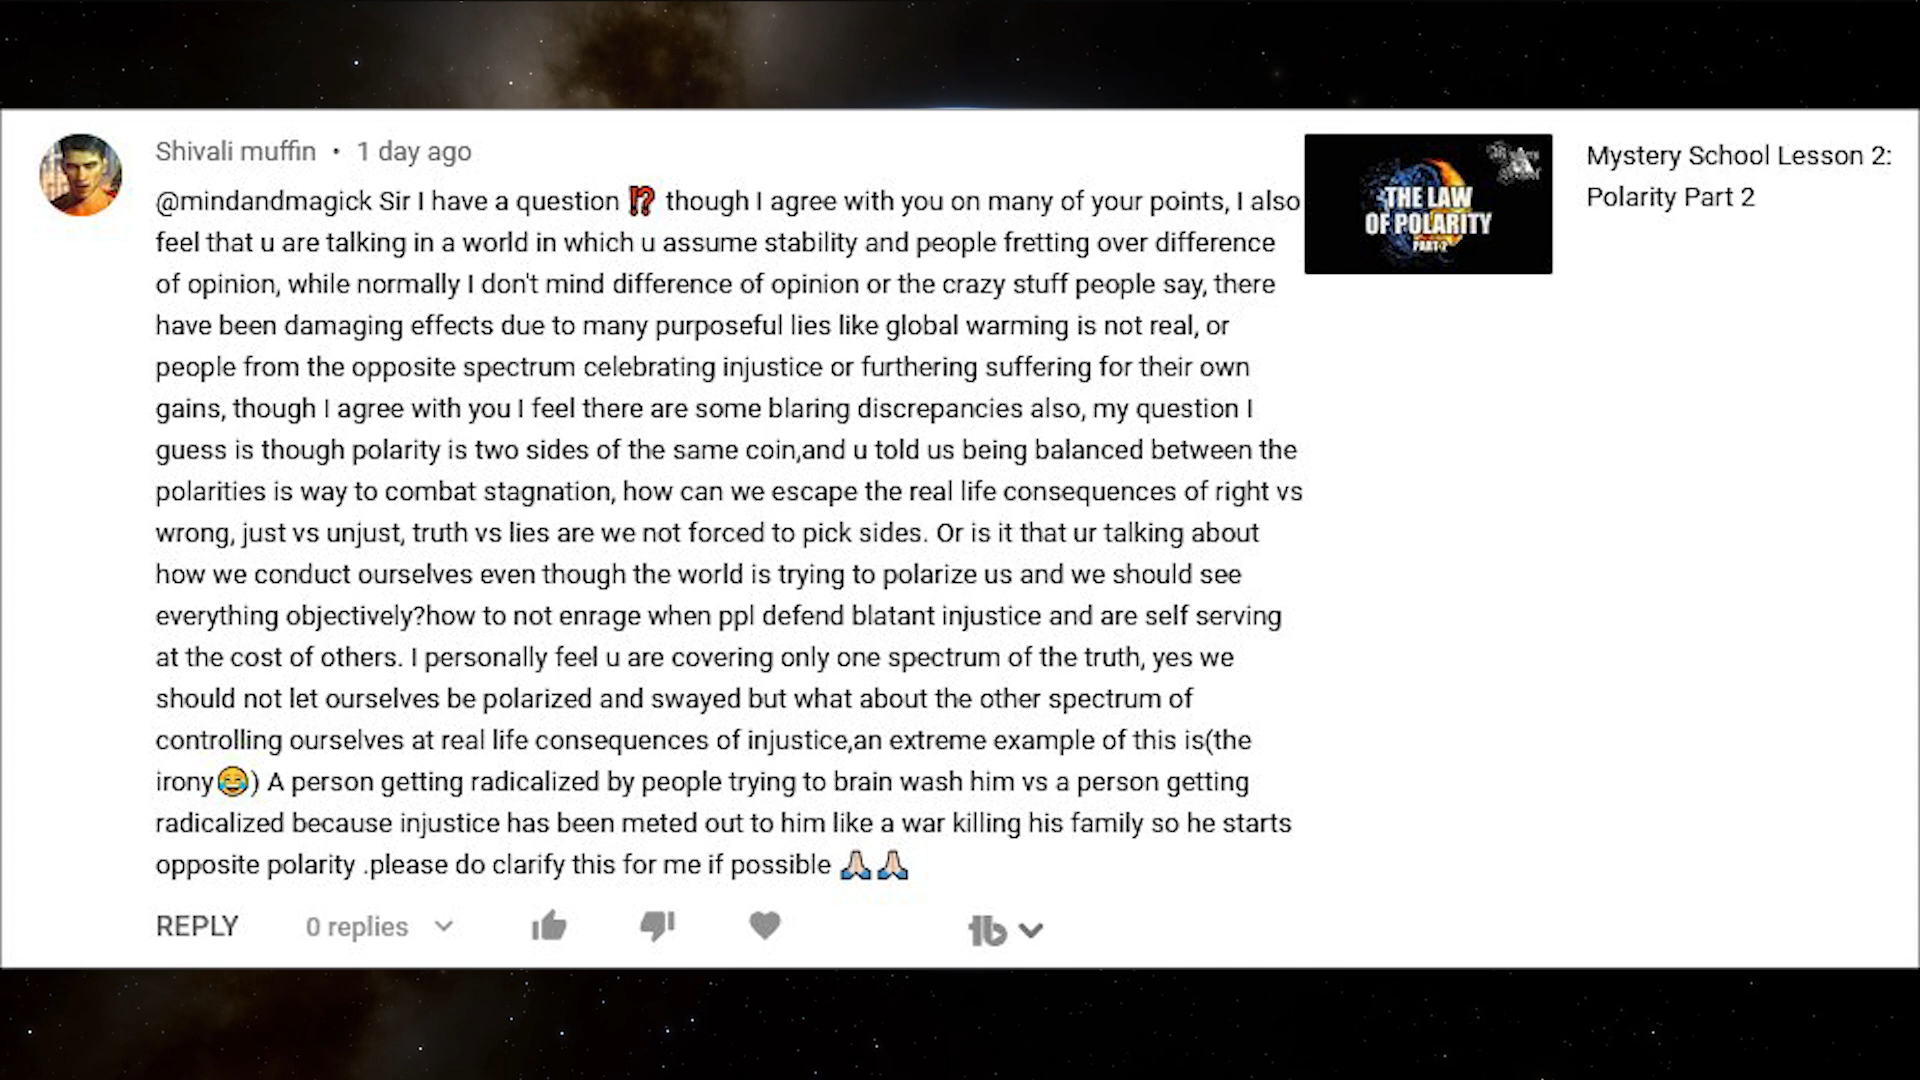 Shivali muffin • 1 day ago
@mindandmagick Sir I have a question ⁉️ though I agree with you on many of your points, I also
feel that u are talking in a world in which u assume stability and people fretting over difference
of opinion, while normally I don't mind difference of opinion or the crazy stuff people say, there
have been damaging effects due to many purposeful lies like global warming is not real, or
people from the opposite spectrum celebrating injustice or furthering suffering for their own
gains, though I agree with you I feel there are some blaring discrepancies also, my question I
guess is though polarity is two sides of the same coin,and u told us being balanced between the
polarities is way to combat stagnation, how can we escape the real life consequences of right vs
wrong, just vs unjust, truth vs lies are we not forced to pick sides. Or is it that ur talking about
how we conduct ourselves even though the world is trying to polarize us and we should see
everything objectively?how to not enrage when ppl defend blatant injustice and are self serving
at the cost of others. I personally feel u are covering only one spectrum of the truth, yes we
should not let ourselves be polarized and swayed but what about the other spectrum of
controlling ourselves at real life consequences of injustice,an extreme example of this is(the
irony😂) A person getting radicalized by people trying to brain wash him vs a person getting
radicalized because injustice has been meted out to him like a war killing his family so he starts
opposite polarity .please do clarify this for me if possible 🙏🏻🙏🏻
REPLY 0 replies
THE LAW
OF POLARITY
PART 2
Mystery School Lesson 2:
Polarity Part 2